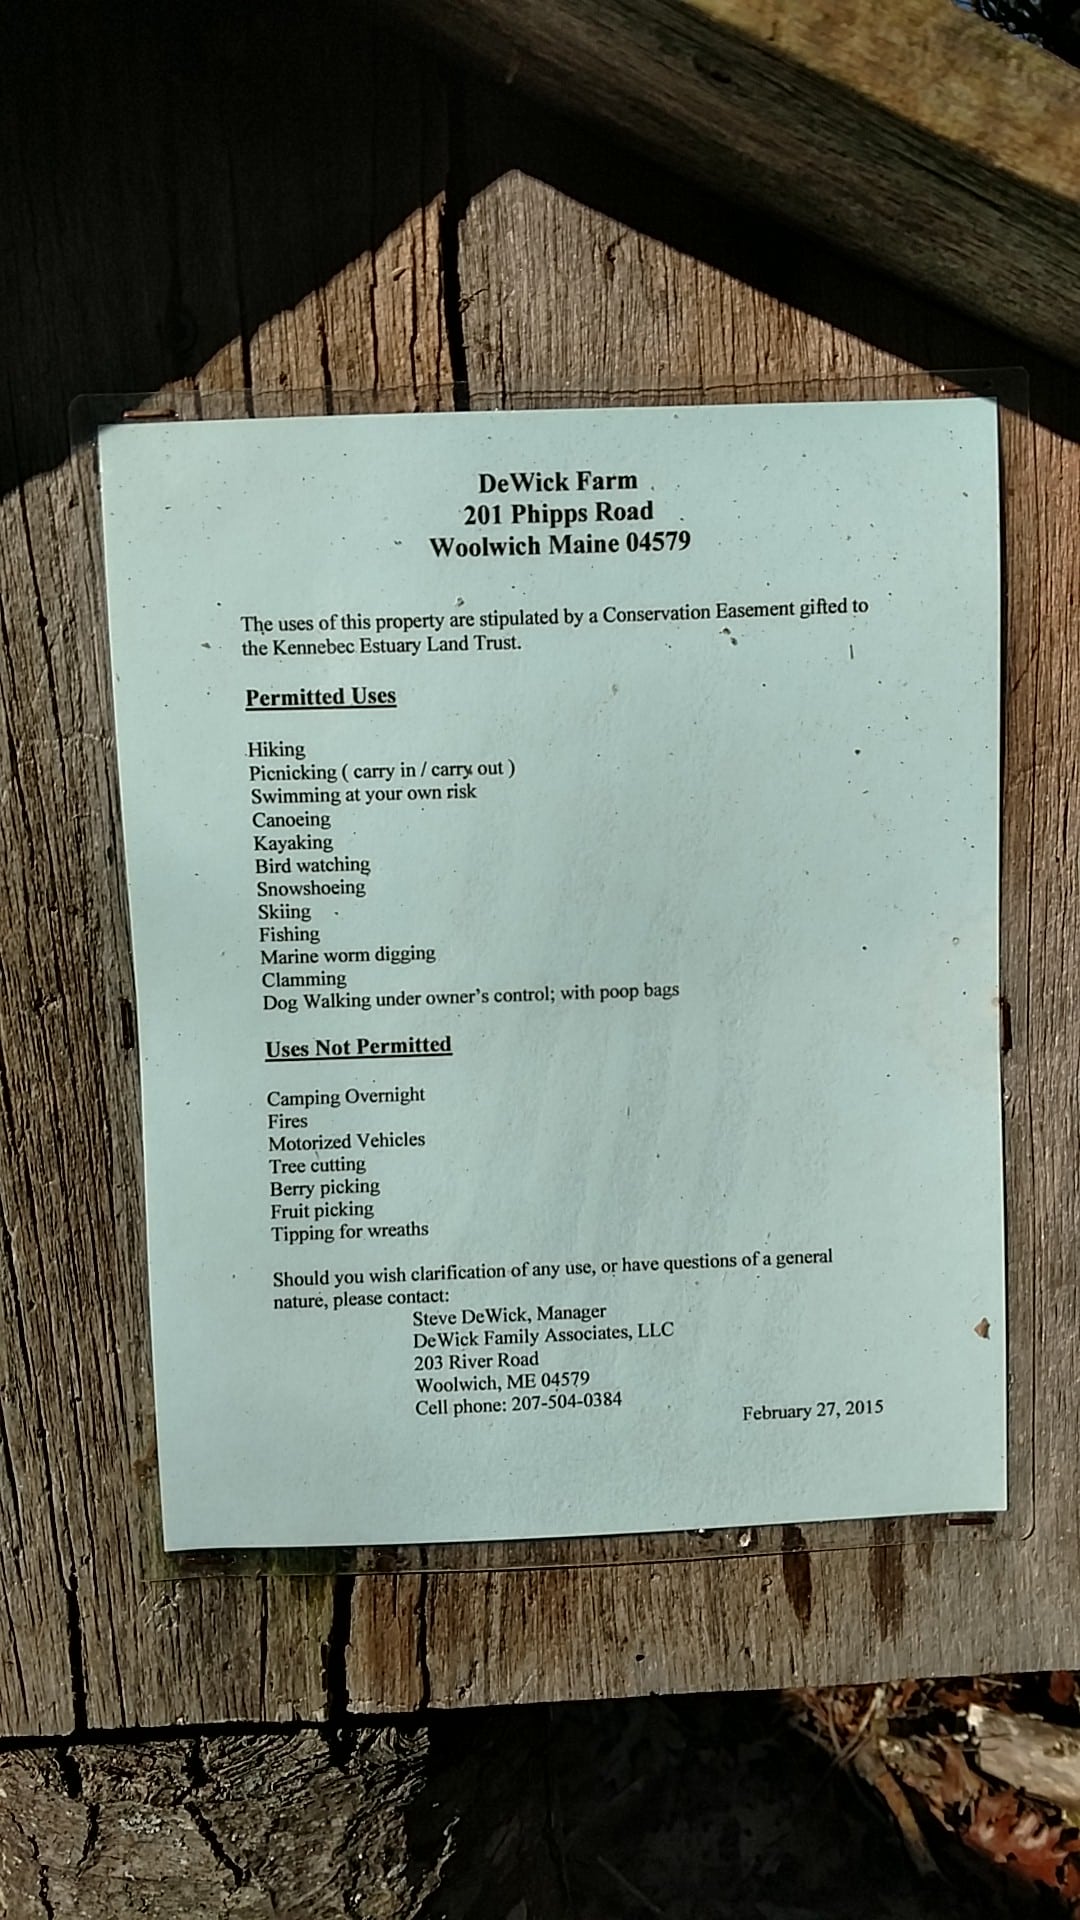 DeWick Farm
201 Phipps Road
Woolwich Maine 04579
The uses of this property are stipulated by a Conservation Easement gifted to
the Kennebec Estuary Land Trust.
Permitted Uses
Hiking
Picnicking ( carry in / carry out )
Swimming at your own risk
Canoeing
Kayaking
Bird watching
Snowshoeing
Skiing
Fishing
Marine worm digging
Clamming
Dog Walking under owner's control; with poop bags
Uses Not Permitted
Camping Overnight
Fires
Motorized Vehicles
Tree cutting
Berry picking
Fruit picking
Tipping for wreaths
Should you wish clarification of any use, or have questions of a general
nature, please contact:
Steve DeWick, Manager
DeWick Family Associates, LLC
203 River Road
Woolwich, ME 04579
Cell phone: 207-504-0384
February 27, 2015